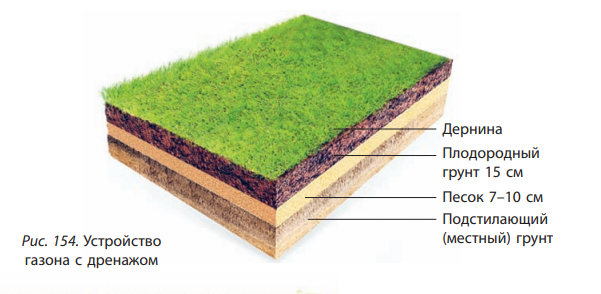 Дернина
Плодородный
грунт 15 см
Песок 7–10 см
Подстилающий
(местный) грунт
Рис. 154. Устройство
газона с дренажом